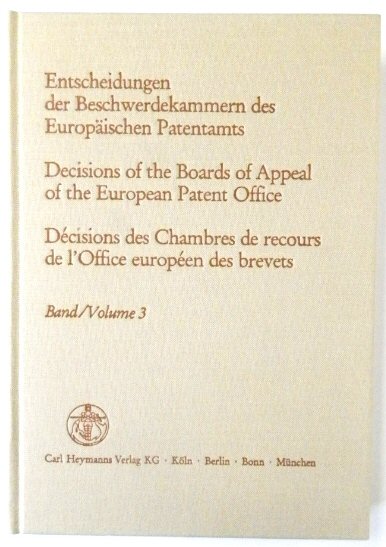 Entscheidungen
der Beschwerdekammern des
Europäischen Patentamts
Decisions of the Boards of Appeal
of the European Patent Office
Décisions des Chambres de recours
de l'Office européen des brevets
Band/Volume 3
Carl Heymanns Verlag KG · Köln · Berlin · Bonn · München